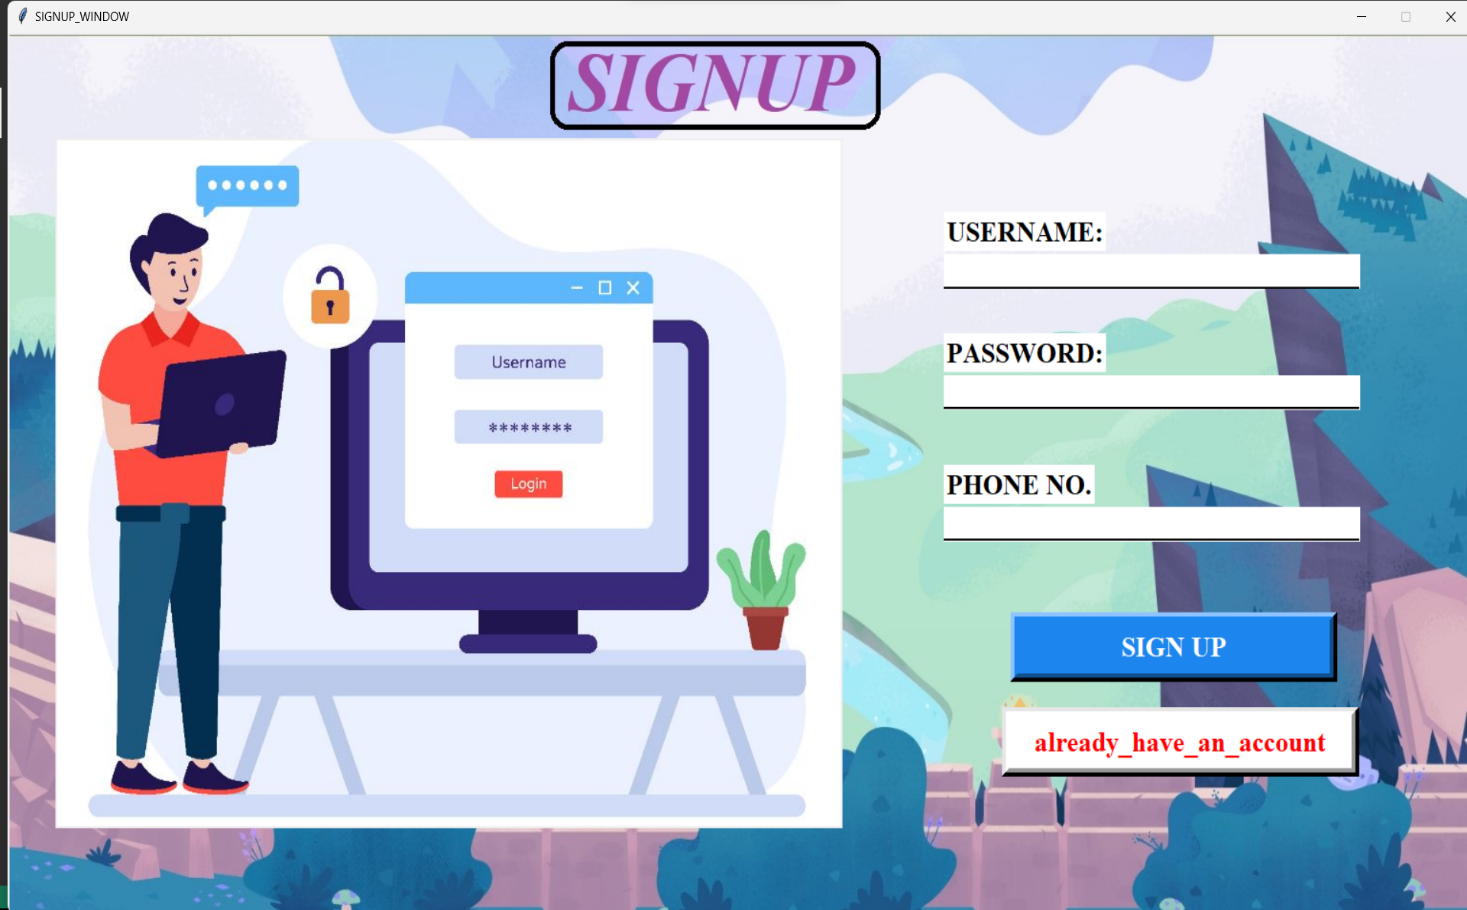 SIGNUP_WINDOW
SIGNUP
Username
********
Login
USERNAME:
PASSWORD:
PHONE NO.
SIGN UP
already_have_an_account